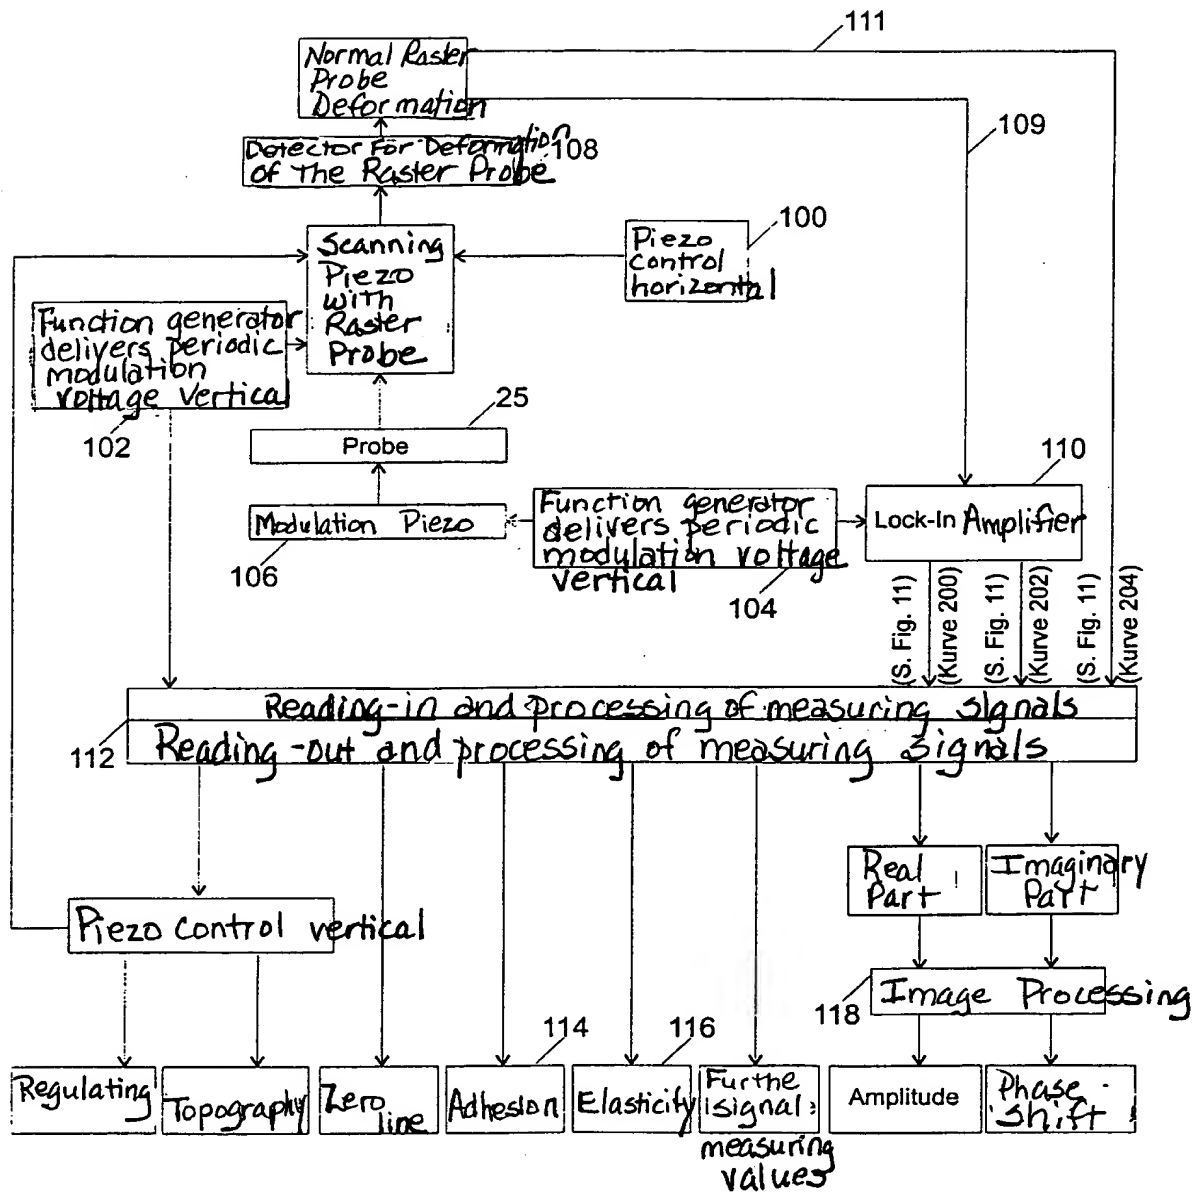 111
Normal Raster
Probe
Deformation
109
Detector For Deformation
of The Raster Probe
108
100
Scanning
Piezo
with
Raster
Probe
Piezo
control
horizontal
Function generator
delivers periodic
modulation
voltage vertical
102
25
Probe
110
Modulation Piezo
106
Function generator
delivers periodic
modulation voltage
vertical
104
Lock-In Amplifier
(S. Fig. 11)
(Kurve 200)
(S. Fig. 11)
(Kurve 202)
(S. Fig. 11)
(Kurve 204)
Reading-in and processing of measuring signals
112
Reading-out and processing of measuring signals
Real
Part
Imaginary
Part
Piezo control vertical
118
Image Processing
114
116
Regulating
Topography
Zero
line
Adhesion
Elasticity
Furthe
signal
measuring
values
Amplitude
Phase
shift